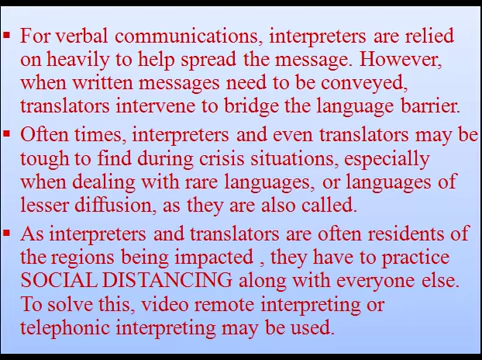 ▪ For verbal communications, interpreters are relied
on heavily to help spread the message. However,
when written messages need to be conveyed,
translators intervene to bridge the language barrier.
▪ Often times, interpreters and even translators may be
tough to find during crisis situations, especially
when dealing with rare languages, or languages of
lesser diffusion, as they are also called.
▪ As interpreters and translators are often residents of
the regions being impacted , they have to practice
SOCIAL DISTANCING along with everyone else.
To solve this, video remote interpreting or
telephonic interpreting may be used.